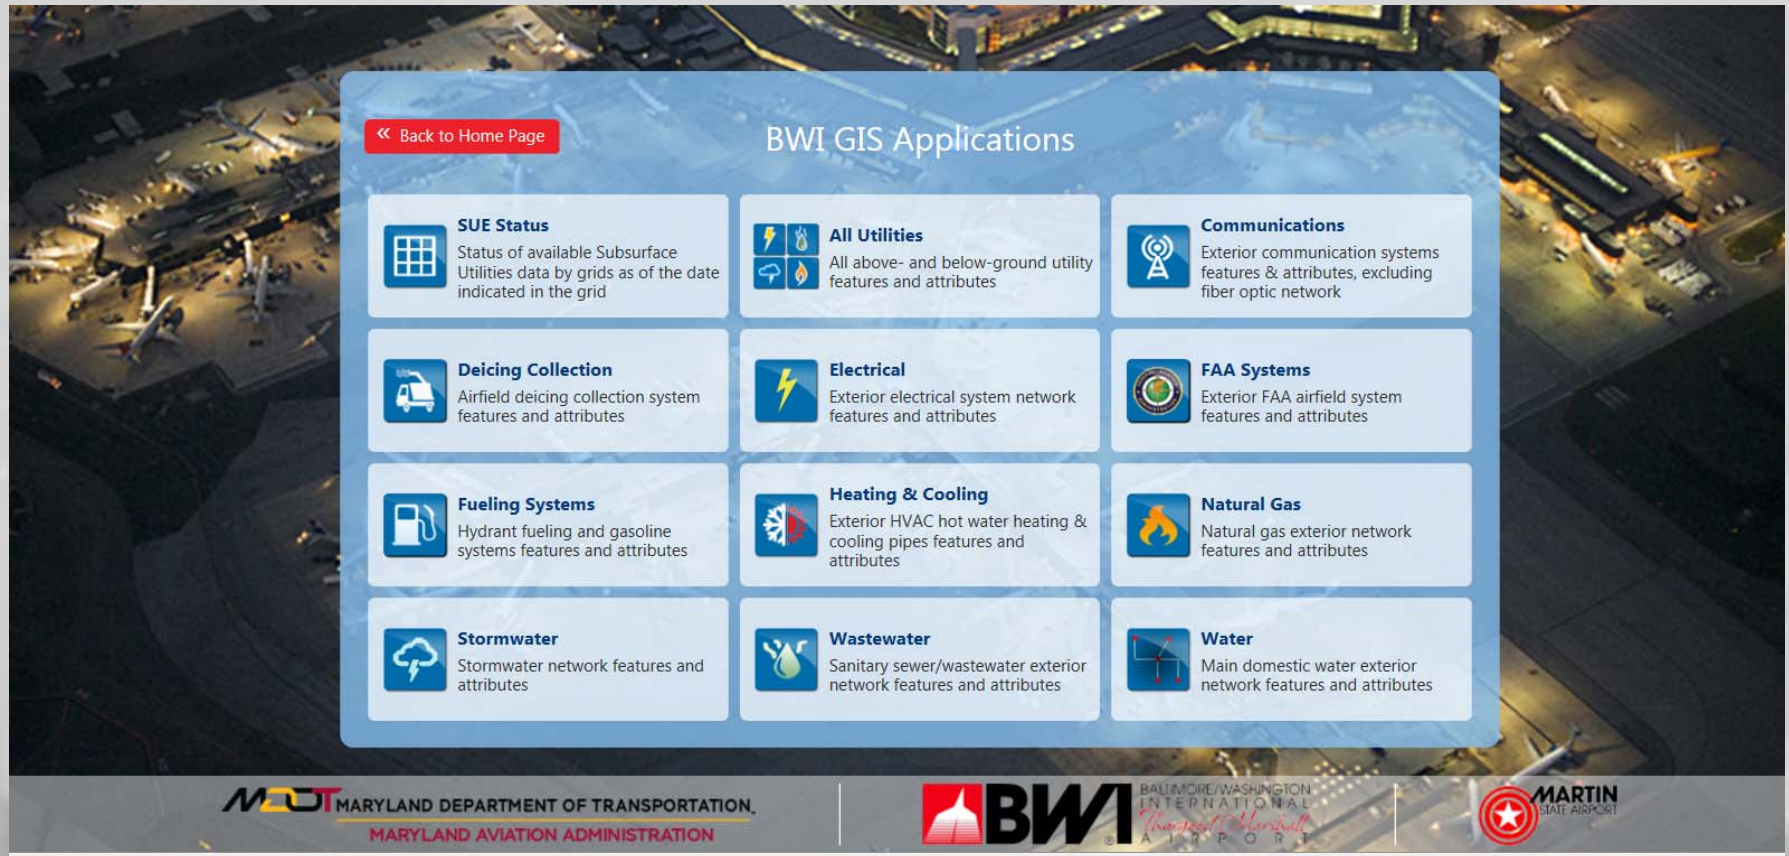 « Back to Home Page
BWI GIS Applications
SUE Status
Status of available Subsurface
Utilities data by grids as of the date
indicated in the grid
All Utilities
All above- and below-ground utility
features and attributes
Communications
Exterior communication systems
features & attributes, excluding
fiber optic network
Deicing Collection
Airfield deicing collection system
features and attributes
Electrical
Exterior electrical system network
features and attributes
FAA Systems
Exterior FAA airfield system
features and attributes
Fueling Systems
Hydrant fueling and gasoline
systems features and attributes
Heating & Cooling
Exterior HVAC hot water heating &
cooling pipes features and
attributes
Natural Gas
Natural gas exterior network
features and attributes
Stormwater
Stormwater network features and
attributes
Wastewater
Sanitary sewer/wastewater exterior
network features and attributes
Water
Main domestic water exterior
network features and attributes
MDOT MARYLAND DEPARTMENT OF TRANSPORTATION
MARYLAND AVIATION ADMINISTRATION
BWI
BALTIMORE/WASHINGTON
INTERNATIONAL
Thurgood Marshall
AIRPORT
MARTIN
STATE AIRPORT